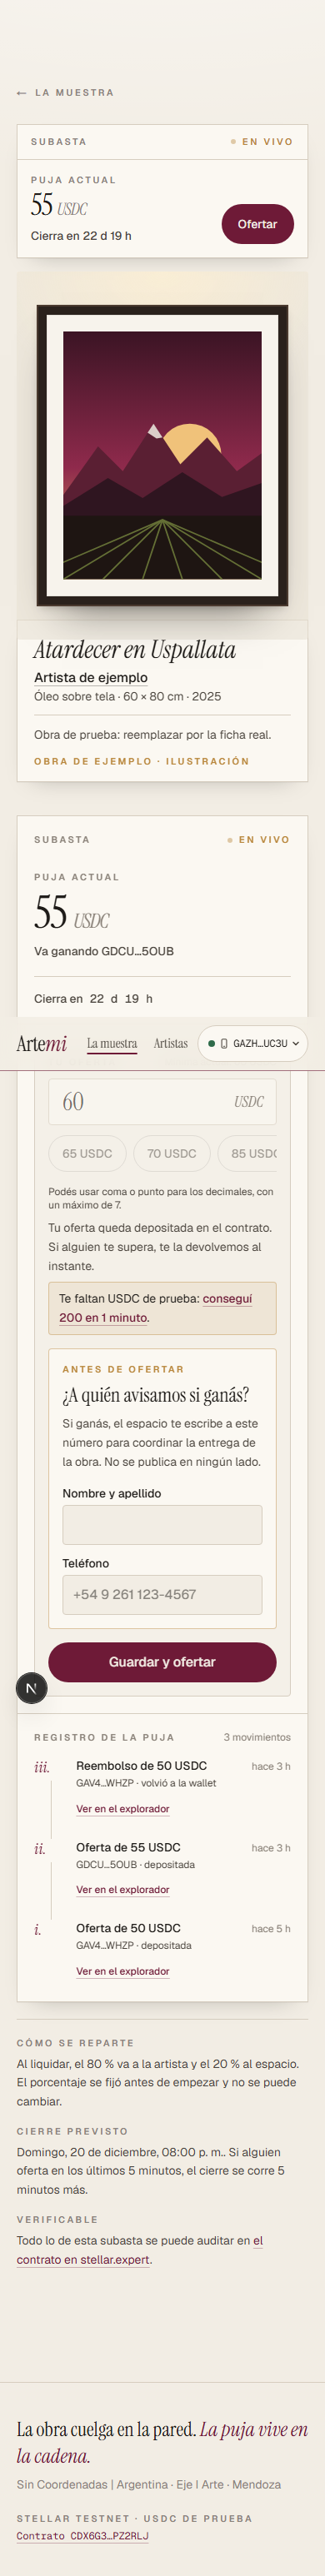 ← LA MUESTRA
SUBASTA
EN VIVO
PUJA ACTUAL
55 USDC
Cierra en 22 d 19 h
Ofertar
Atardecer en Uspallata
Artista de ejemplo
Óleo sobre tela · 60 × 80 cm · 2025
Obra de prueba: reemplazar por la ficha real.
OBRA DE EJEMPLO · ILUSTRACIÓN
SUBASTA
EN VIVO
PUJA ACTUAL
55 USDC
Va ganando GDCU…5OUB
Cierra en 22 d 19 h
Artemi
La muestra
Artistas
GAZH…UC3U
60
USDC
65 USDC
70 USDC
85 USDC
Podés usar coma o punto para los decimales, con
un máximo de 7.
Tu oferta queda depositada en el contrato.
Si alguien te supera, te la devolvemos al
instante.
Te faltan USDC de prueba: conseguí
200 en 1 minuto.
ANTES DE OFERTAR
¿A quién avisamos si ganás?
Si ganás, el espacio te escribe a este
número para coordinar la entrega de
la obra. No se publica en ningún lado.
Nombre y apellido
Teléfono
+54 9 261 123-4567
Guardar y ofertar
N
REGISTRO DE LA PUJA
3 movimientos
iii.
Reembolso de 50 USDC
hace 3 h
GAV4…WHZP · volvió a la wallet
Ver en el explorador
ii.
Oferta de 55 USDC
hace 3 h
GDCU…5OUB · depositada
Ver en el explorador
i.
Oferta de 50 USDC
hace 5 h
GAV4…WHZP · depositada
Ver en el explorador
CÓMO SE REPARTE
Al liquidar, el 80 % va a la artista y el 20 % al espacio.
El porcentaje se fijó antes de empezar y no se puede
cambiar.
CIERRE PREVISTO
Domingo, 20 de diciembre, 08:00 p. m.. Si alguien
oferta en los últimos 5 minutos, el cierre se corre 5
minutos más.
VERIFICABLE
Todo lo de esta subasta se puede auditar en el
contrato en stellar.expert.
La obra cuelga en la pared. La puja vive en
la cadena.
Sin Coordenadas | Argentina · Eje I Arte · Mendoza
STELLAR TESTNET · USDC DE PRUEBA
Contrato CDX6G3…PZ2RLJ